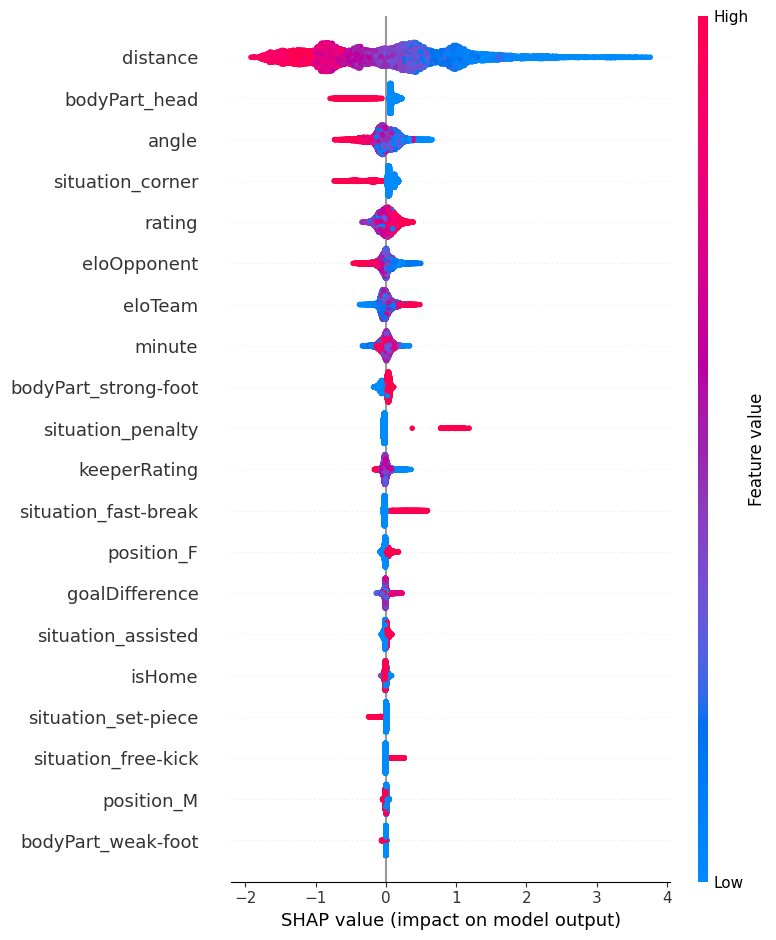 High
distance
bodyPart_head
angle
situation_corner
rating
eloOpponent
eloTeam
minute
bodyPart_strong-foot
situation_penalty
keeperRating
situation_fast-break
position_F
goalDifference
situation_assisted
isHome
situation_set-piece
situation_free-kick
position_M
bodyPart_weak-foot
Feature value
Low
−2 −1 0 1 2 3 4
SHAP value (impact on model output)